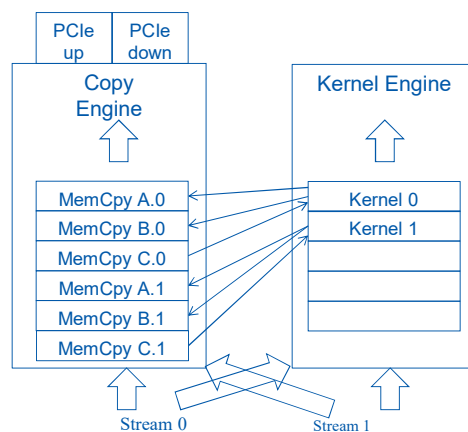 PCIe
up
PCIe
down
Copy
Engine
Kernel Engine
MemCpy A.0
MemCpy B.0
MemCpy C.0
MemCpy A.1
MemCpy B.1
MemCpy C.1
Kernel 0
Kernel 1
Stream 0
Stream 1